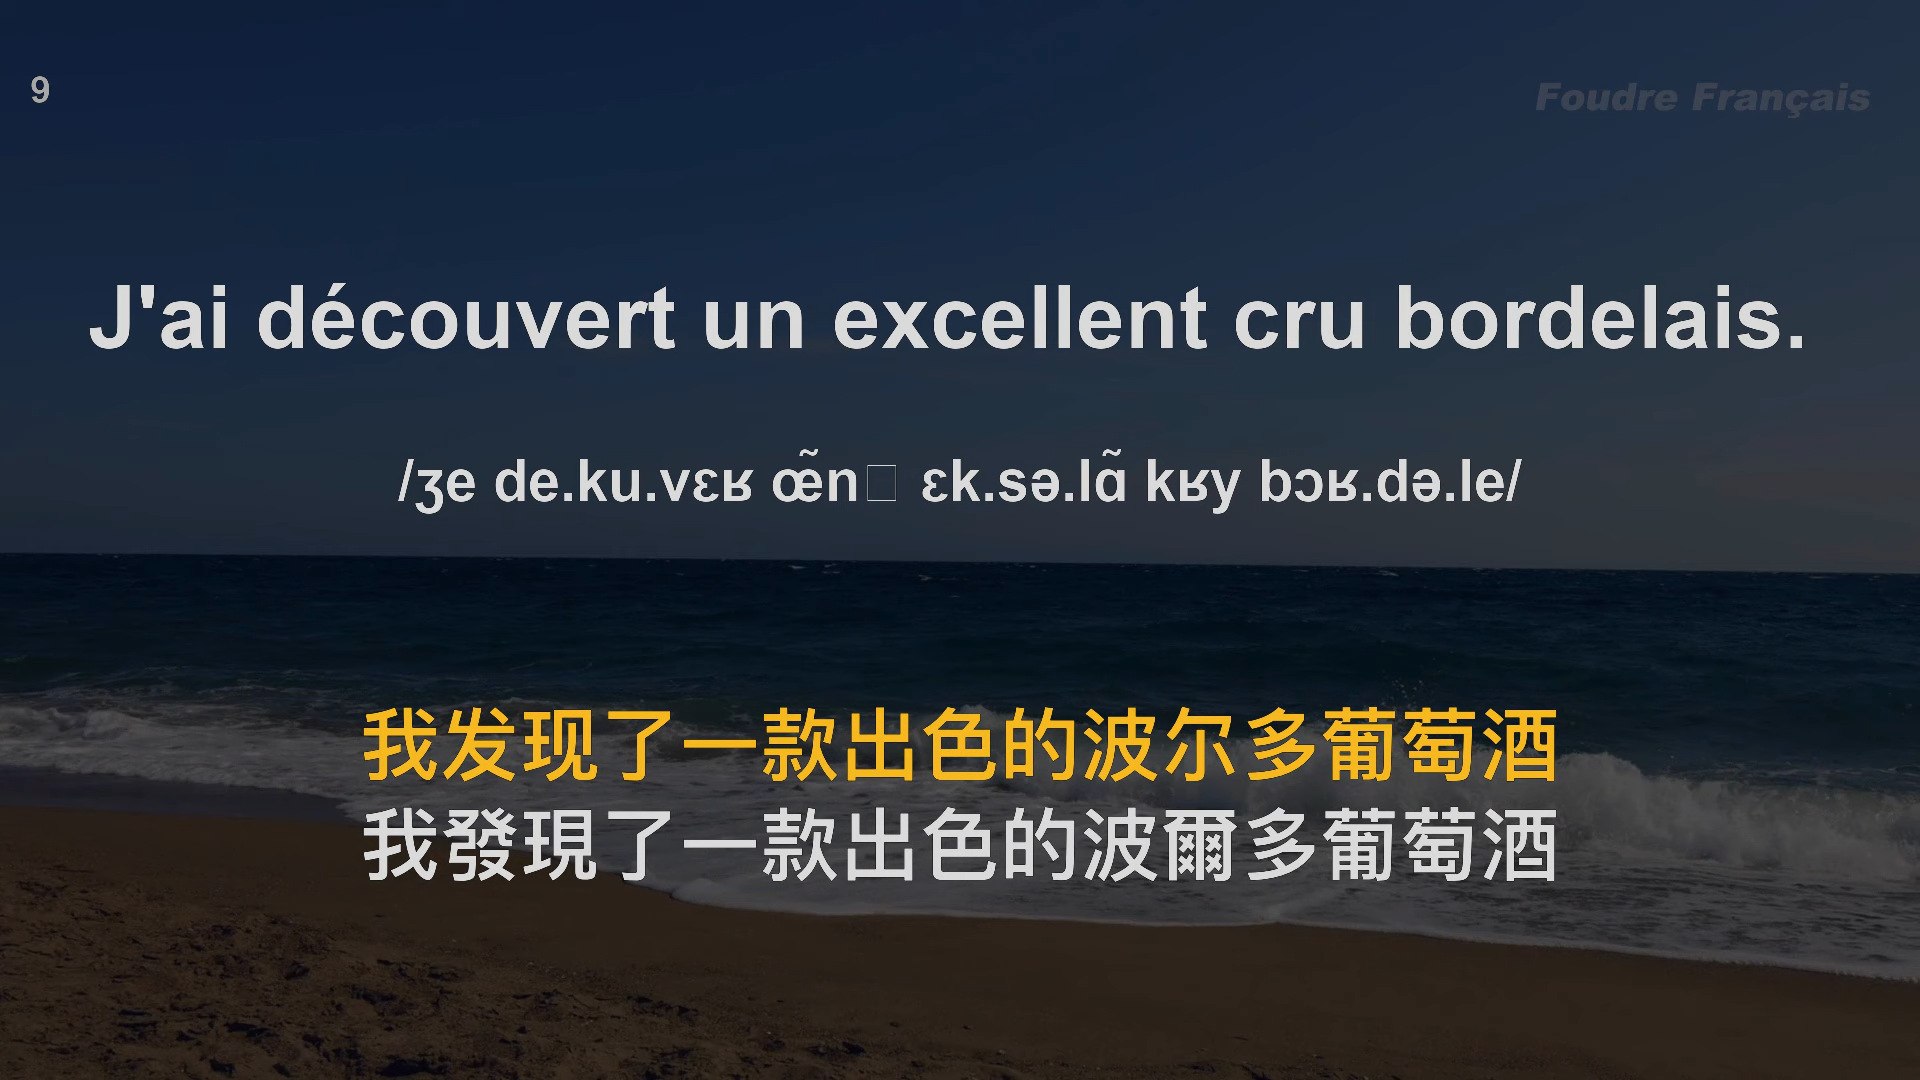 9
Foudre Français
J'ai découvert un excellent cru bordelais.
/ʒe de.ku.vɛʁ œ̃n□ ɛk.sə.lɑ̃ kʁy bɔʁ.də.le/
我发现了一款出色的波尔多葡萄酒
我發現了一款出色的波爾多葡萄酒